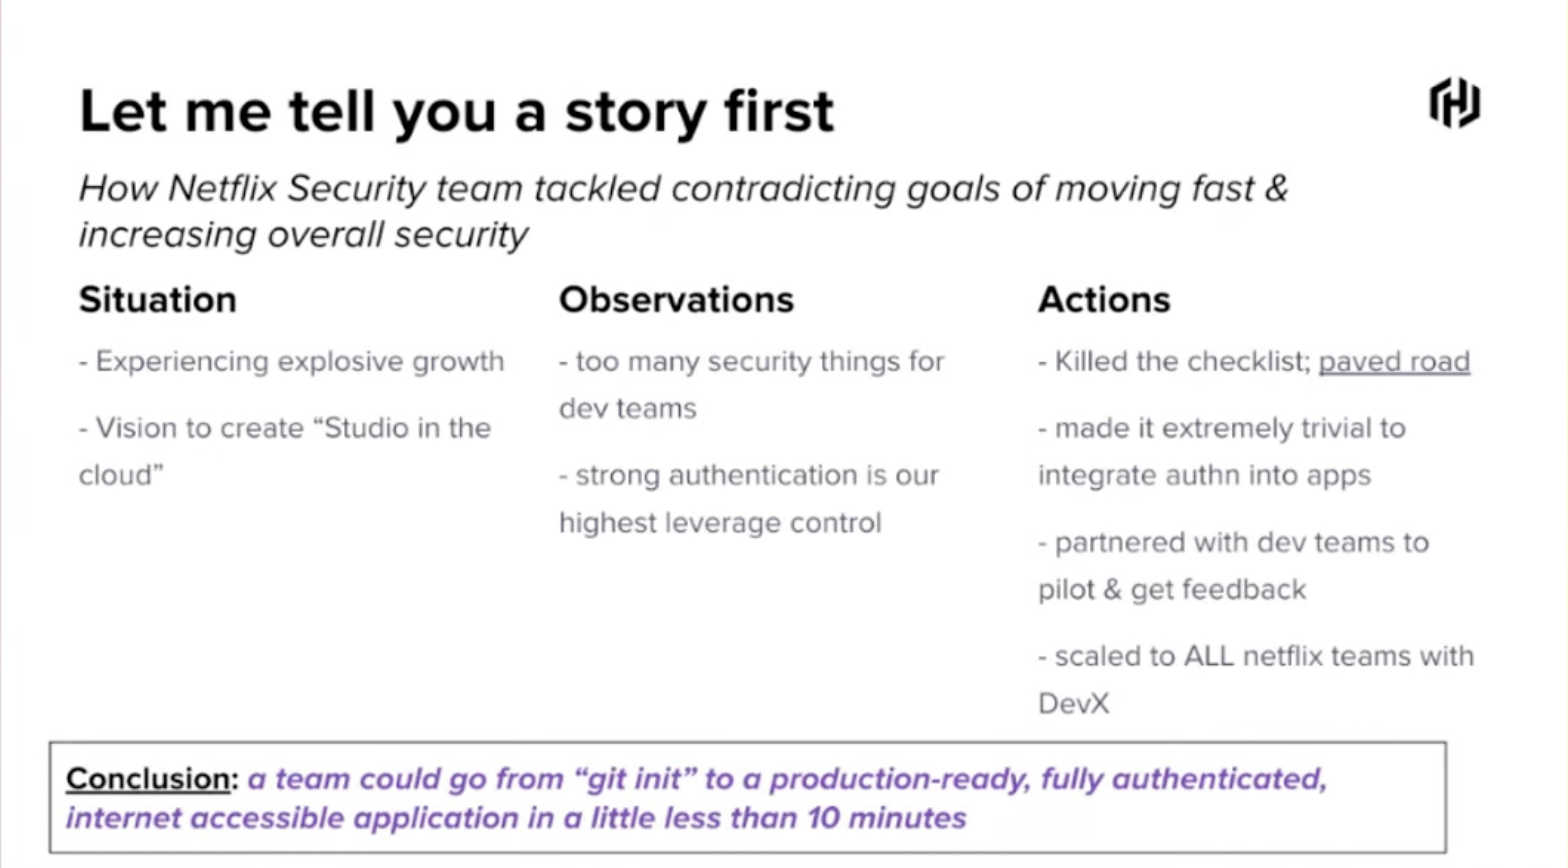 Let me tell you a story first
How Netflix Security team tackled contradicting goals of moving fast &
increasing overall security
Situation
- Experiencing explosive growth
- Vision to create “Studio in the
cloud”
Observations
- too many security things for
dev teams
- strong authentication is our
highest leverage control
Actions
- Killed the checklist; paved road
- made it extremely trivial to
integrate authn into apps
- partnered with dev teams to
pilot & get feedback
- scaled to ALL netflix teams with
DevX
Conclusion: a team could go from “git init” to a production-ready, fully authenticated,
internet accessible application in a little less than 10 minutes